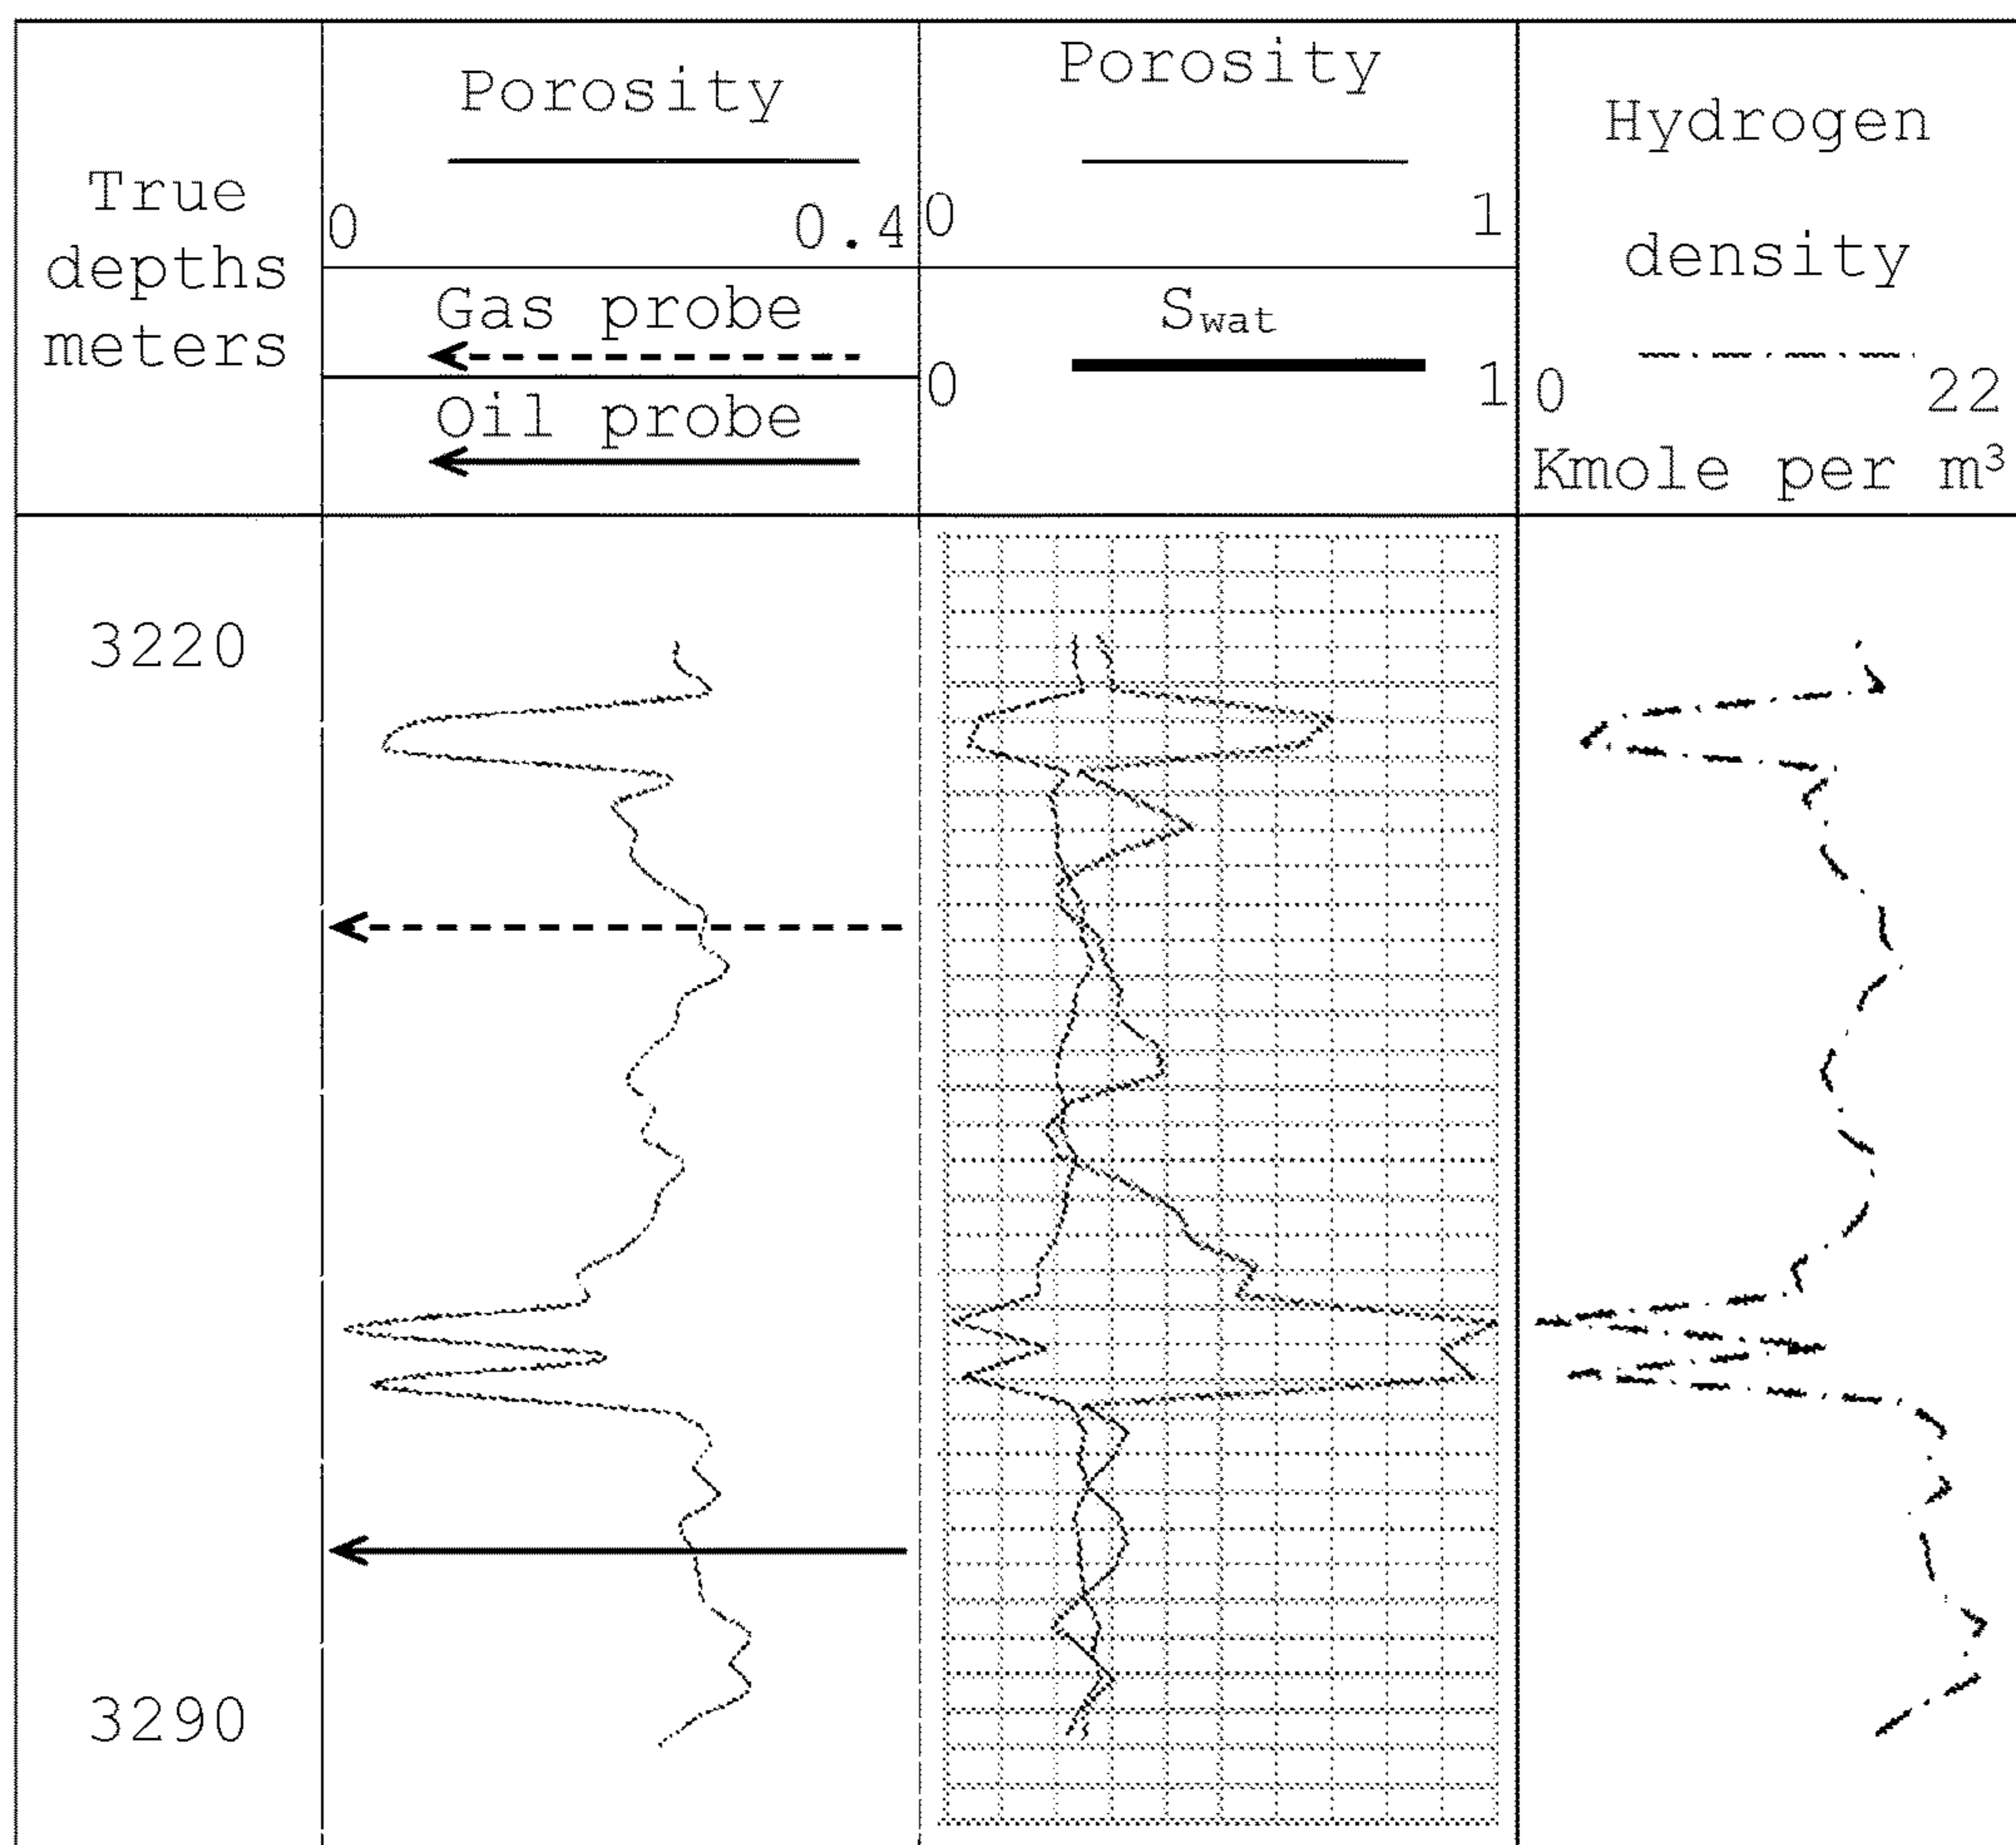 True
depths
meters
Porosity
0 0.4
Gas probe
Oil probe
Porosity
0 1
Swat
0 1
Hydrogen
density
0 22
Kmole per m³
3220
3290